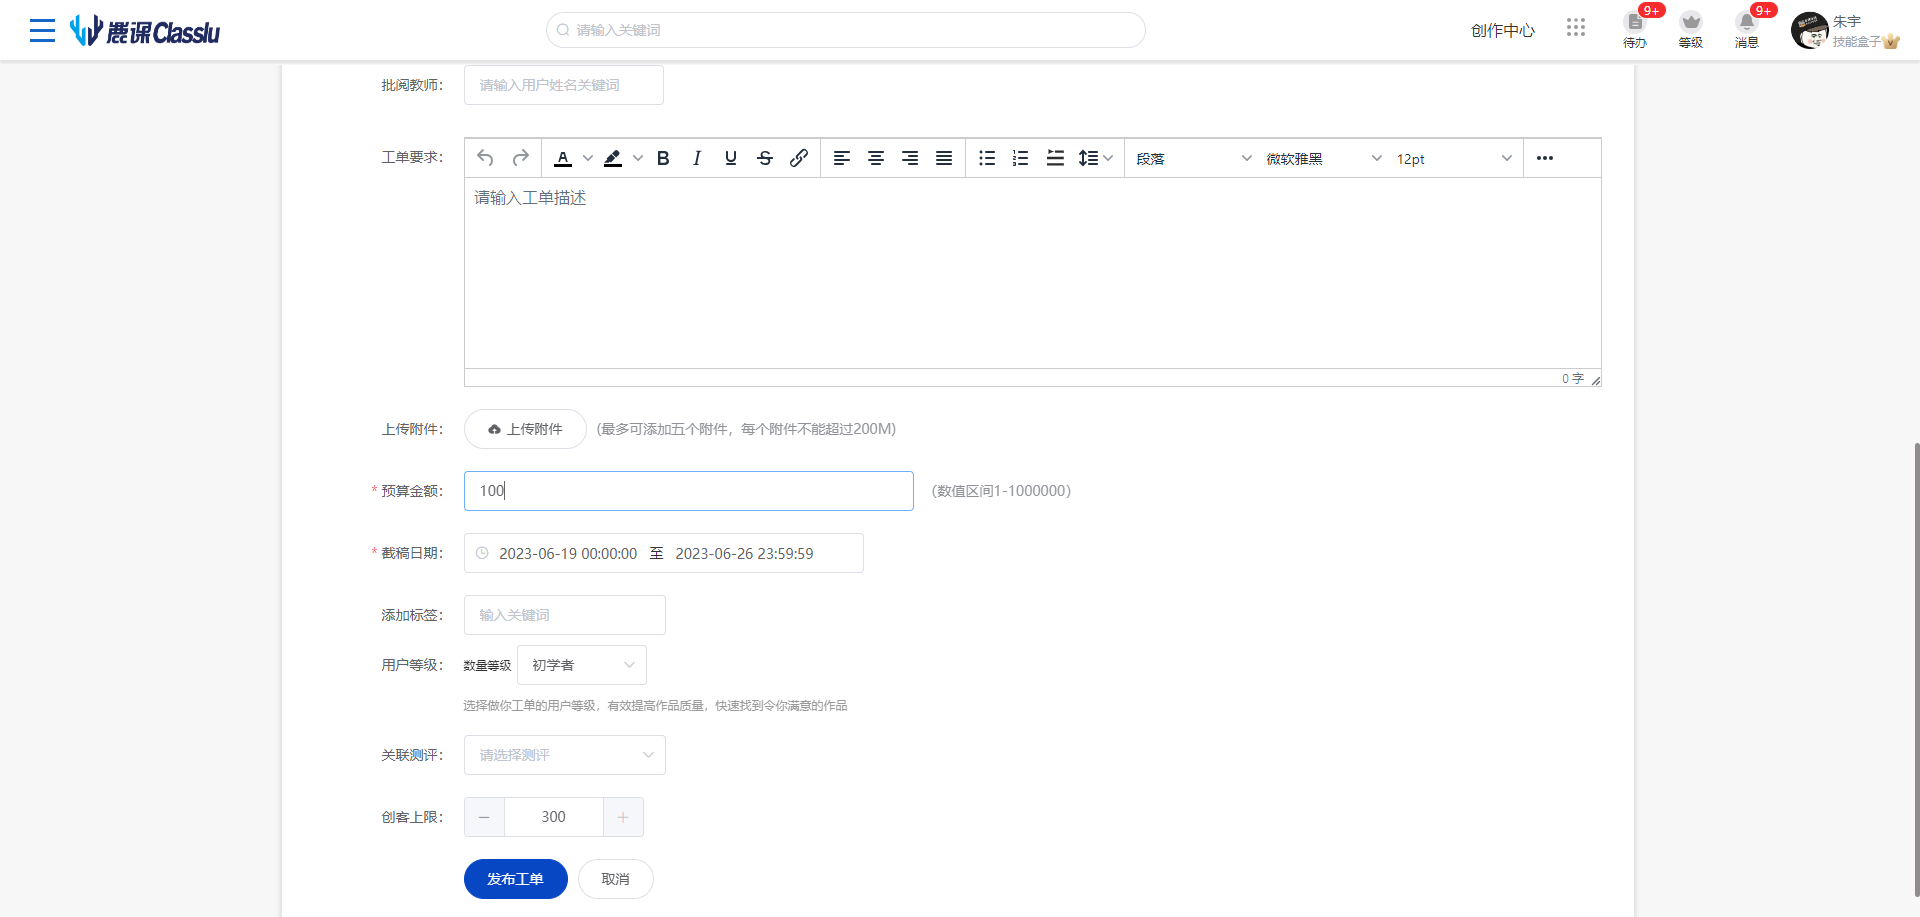 鹿课Classlu
请输入关键词
创作中心
9+
待办
等级
9+
消息
朱宇
技能盒子
批阅教师：
请输入用户姓名关键词
工单要求：
段落
微软雅黑
12pt
请输入工单描述
0 字
上传附件：
上传附件
(最多可添加五个附件，每个附件不能超过200M)
* 预算金额：
100
(数值区间1-1000000)
* 截稿日期：
2023-06-19 00:00:00 至 2023-06-26 23:59:59
添加标签：
输入关键词
用户等级：
数量等级
初学者
选择做你工单的用户等级，有效提高作品质量，快速找到令你满意的作品
关联测评：
请选择测评
创客上限：
300
发布工单
取消